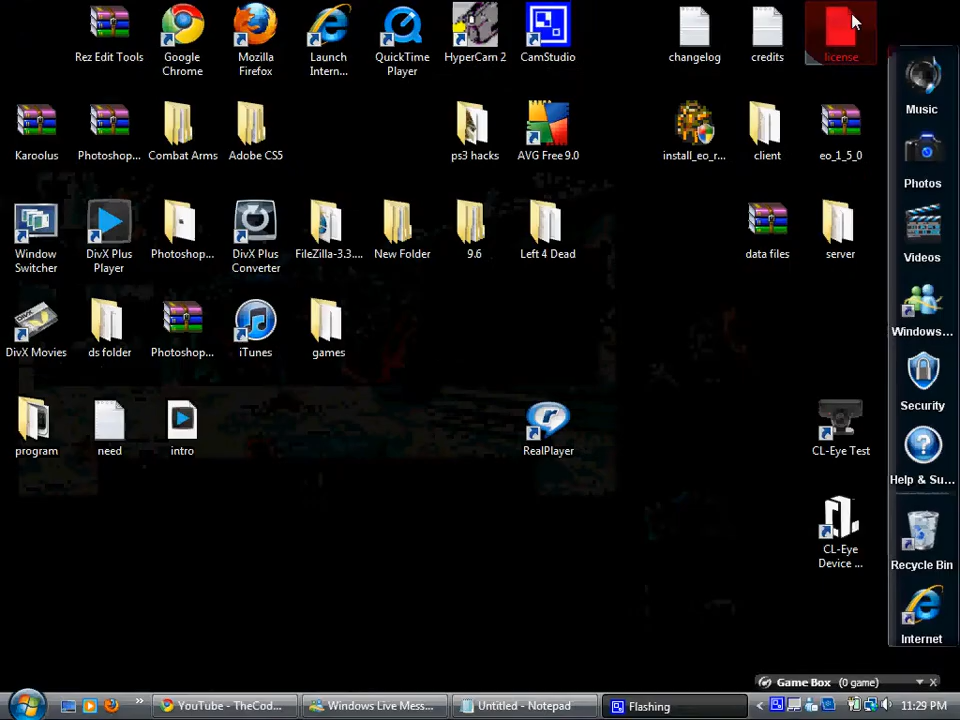 Rez Edit Tools
Google Chrome
Mozilla Firefox
Launch Intern...
QuickTime Player
HyperCam 2
CamStudio
changelog
credits
license
Music
Karoolus
Photoshop...
Combat Arms
Adobe CS5
ps3 hacks
AVG Free 9.0
install_eo_r...
client
eo_1_5_0
Photos
Window Switcher
DivX Plus Player
Photoshop...
DivX Plus Converter
FileZilla-3.3....
New Folder
9.6
Left 4 Dead
data files
server
Videos
DivX Movies
ds folder
Photoshop...
iTunes
games
Windows...
Security
program
need
intro
RealPlayer
CL-Eye Test
Help & Su...
CL-Eye Device ...
Recycle Bin
Internet
Game Box (0 game)
YouTube - TheCod...
Windows Live Mess...
Untitled - Notepad
Flashing
11:29 PM